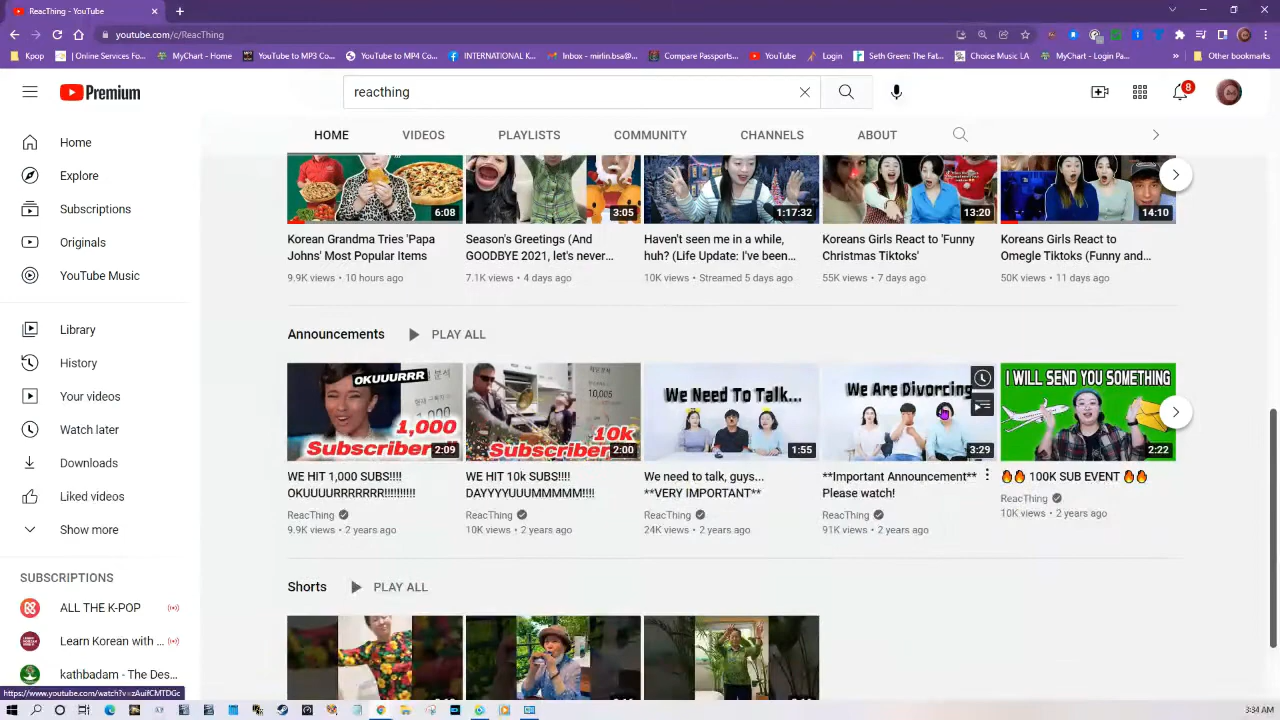 ReacThing - YouTube
youtube.com/c/ReacThing
Kpop
| Online Services Fo...
MyChart - Home
YouTube to MP3 Co...
YouTube to MP4 Co...
INTERNATIONAL K...
Inbox - mirlin.bsa@...
Compare Passports...
YouTube
Login
Seth Green: The Fat...
Choice Music LA
MyChart - Login Pa...
»
Other bookmarks
Premium
reacthing
8
HOME
VIDEOS
PLAYLISTS
COMMUNITY
CHANNELS
ABOUT
Home
Explore
Subscriptions
Originals
YouTube Music
Library
History
Your videos
Watch later
Downloads
Liked videos
Show more
SUBSCRIPTIONS
ALL THE K-POP
Learn Korean with ...
kathbadam - The Des...
6:08
Korean Grandma Tries 'Papa
Johns' Most Popular Items
9.9K views • 10 hours ago
3:05
Season's Greetings (And
GOODBYE 2021, let's never...
7.1K views • 4 days ago
1:17:32
Haven't seen me in a while,
huh? (Life Update: I've been...
10K views • Streamed 5 days ago
13:20
Koreans Girls React to 'Funny
Christmas Tiktoks'
55K views • 7 days ago
14:10
Koreans Girls React to
Omegle Tiktoks (Funny and...
50K views • 11 days ago
Announcements
PLAY ALL
OKUUURRR
1,000
Subscriber
2:09
WE HIT 1,000 SUBS!!!!
OKUUURRRRRRR!!!!!!!!!!
ReacThing
9.9K views • 2 years ago
10,005
10k
Subscriber
2:00
WE HIT 10k SUBS!!!!
DAYYYYUUUMMMMM!!!!
ReacThing
10K views • 2 years ago
We Need To Talk...
1:55
We need to talk, guys...
**VERY IMPORTANT**
ReacThing
24K views • 2 years ago
We Are Divorcing
3:29
**Important Announcement**
Please watch!
ReacThing
91K views • 2 years ago
I WILL SEND YOU SOMETHING
2:22
🔥🔥 100K SUB EVENT 🔥🔥
ReacThing
10K views • 2 years ago
Shorts
PLAY ALL
3:34 AM